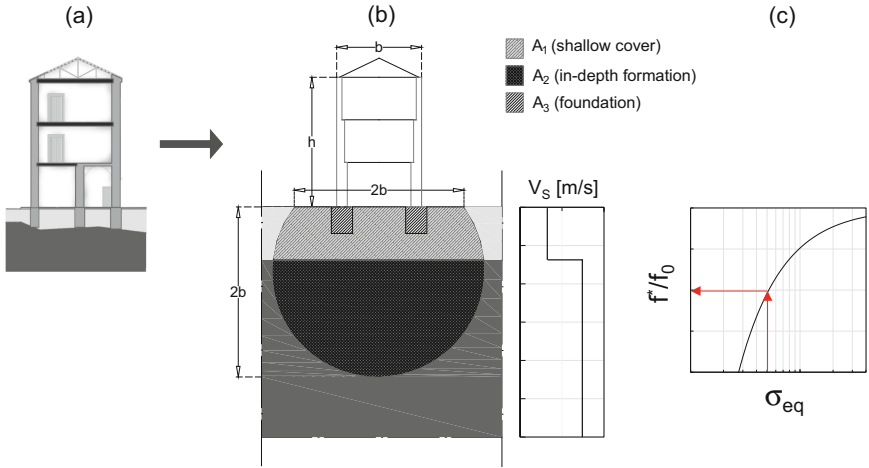 (a)
(b)
(c)
b
A₁ (shallow cover)
A₂ (in-depth formation)
A₃ (foundation)
h
2b
V_S [m/s]
2b
f*/f₀
σ_eq